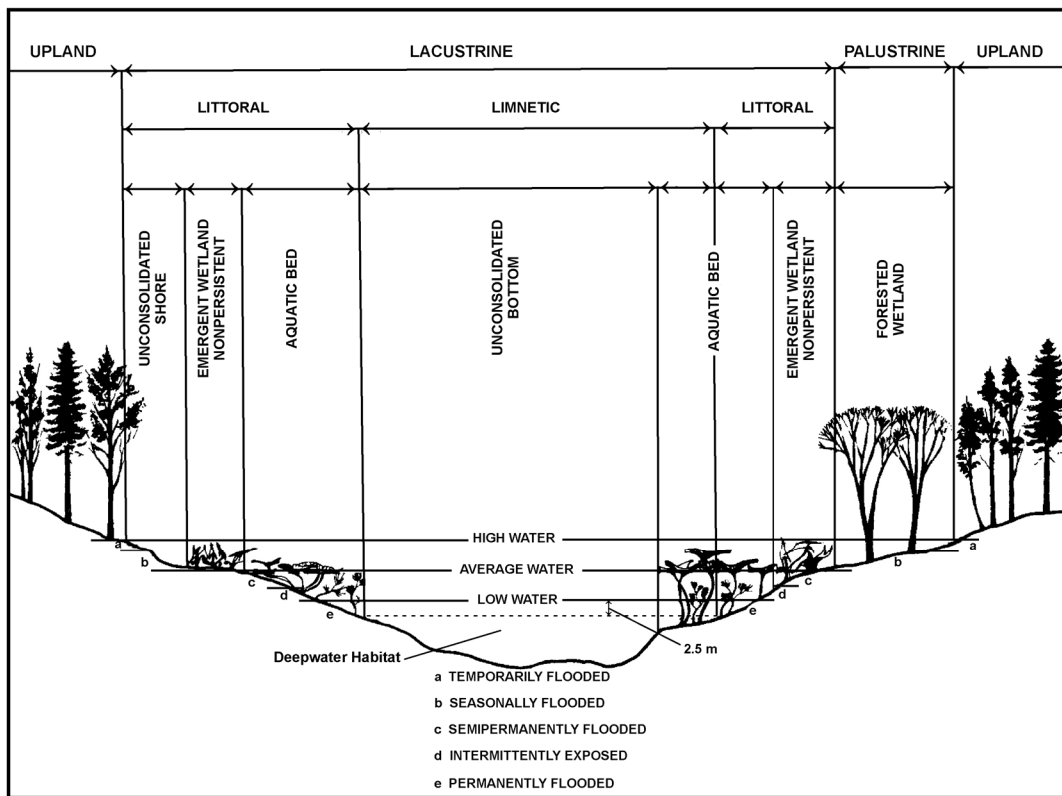 UPLAND
LACUSTRINE
PALUSTRINE
UPLAND
LITTORAL
LIMNETIC
LITTORAL
UNCONSOLIDATED
SHORE
EMERGENT WETLAND
NONPERSISTENT
AQUATIC BED
UNCONSOLIDATED
BOTTOM
AQUATIC BED
EMERGENT WETLAND
NONPERSISTENT
FORESTED
WETLAND
HIGH WATER
a
a
b
b
AVERAGE WATER
c
c
d
d
LOW WATER
e
e
2.5 m
Deepwater Habitat
a TEMPORARILY FLOODED
b SEASONALLY FLOODED
c SEMIPERMANENTLY FLOODED
d INTERMITTENTLY EXPOSED
e PERMANENTLY FLOODED